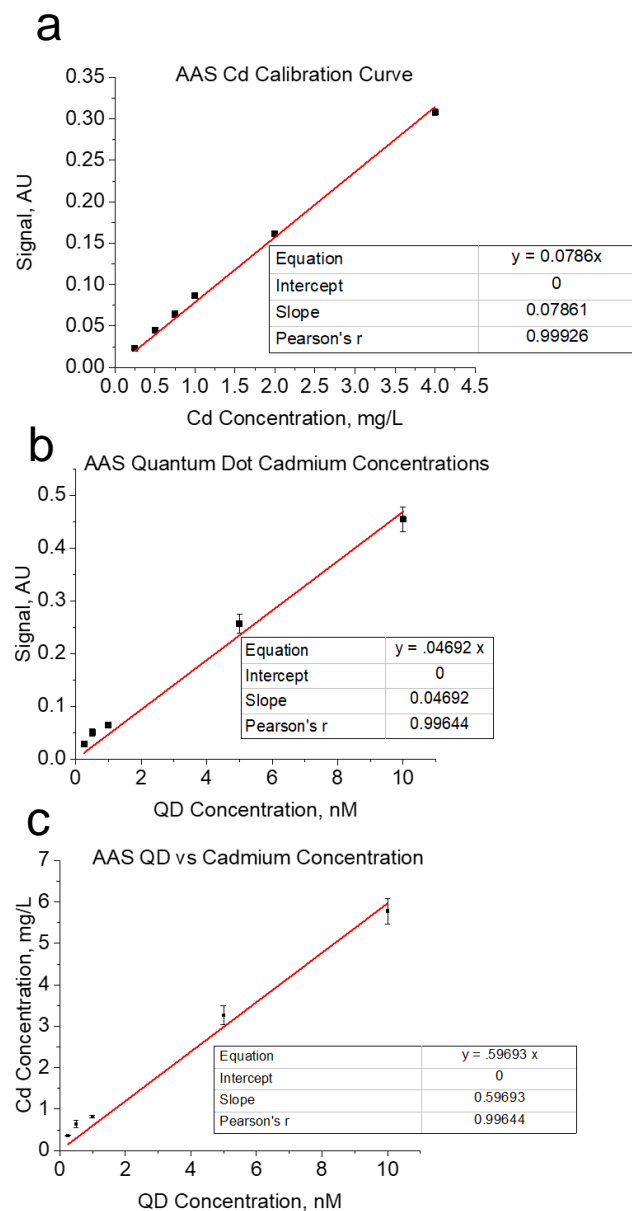 a
AAS Cd Calibration Curve
0.35
0.30
0.25
0.20
0.15
0.10
0.05
0.00
Signal, AU
Equation y = 0.0786x
Intercept 0
Slope 0.07861
Pearson's r 0.99926
0.0 0.5 1.0 1.5 2.0 2.5 3.0 3.5 4.0 4.5
Cd Concentration, mg/L
b
AAS Quantum Dot Cadmium Concentrations
0.5
0.4
0.3
0.2
0.1
0.0
Signal, AU
Equation y = .04692 x
Intercept 0
Slope 0.04692
Pearson's r 0.99644
0 2 4 6 8 10
QD Concentration, nM
c
AAS QD vs Cadmium Concentration
7
6
5
4
3
2
1
0
Cd Concentration, mg/L
Equation y = .59693 x
Intercept 0
Slope 0.59693
Pearson's r 0.99644
0 2 4 6 8 10
QD Concentration, nM